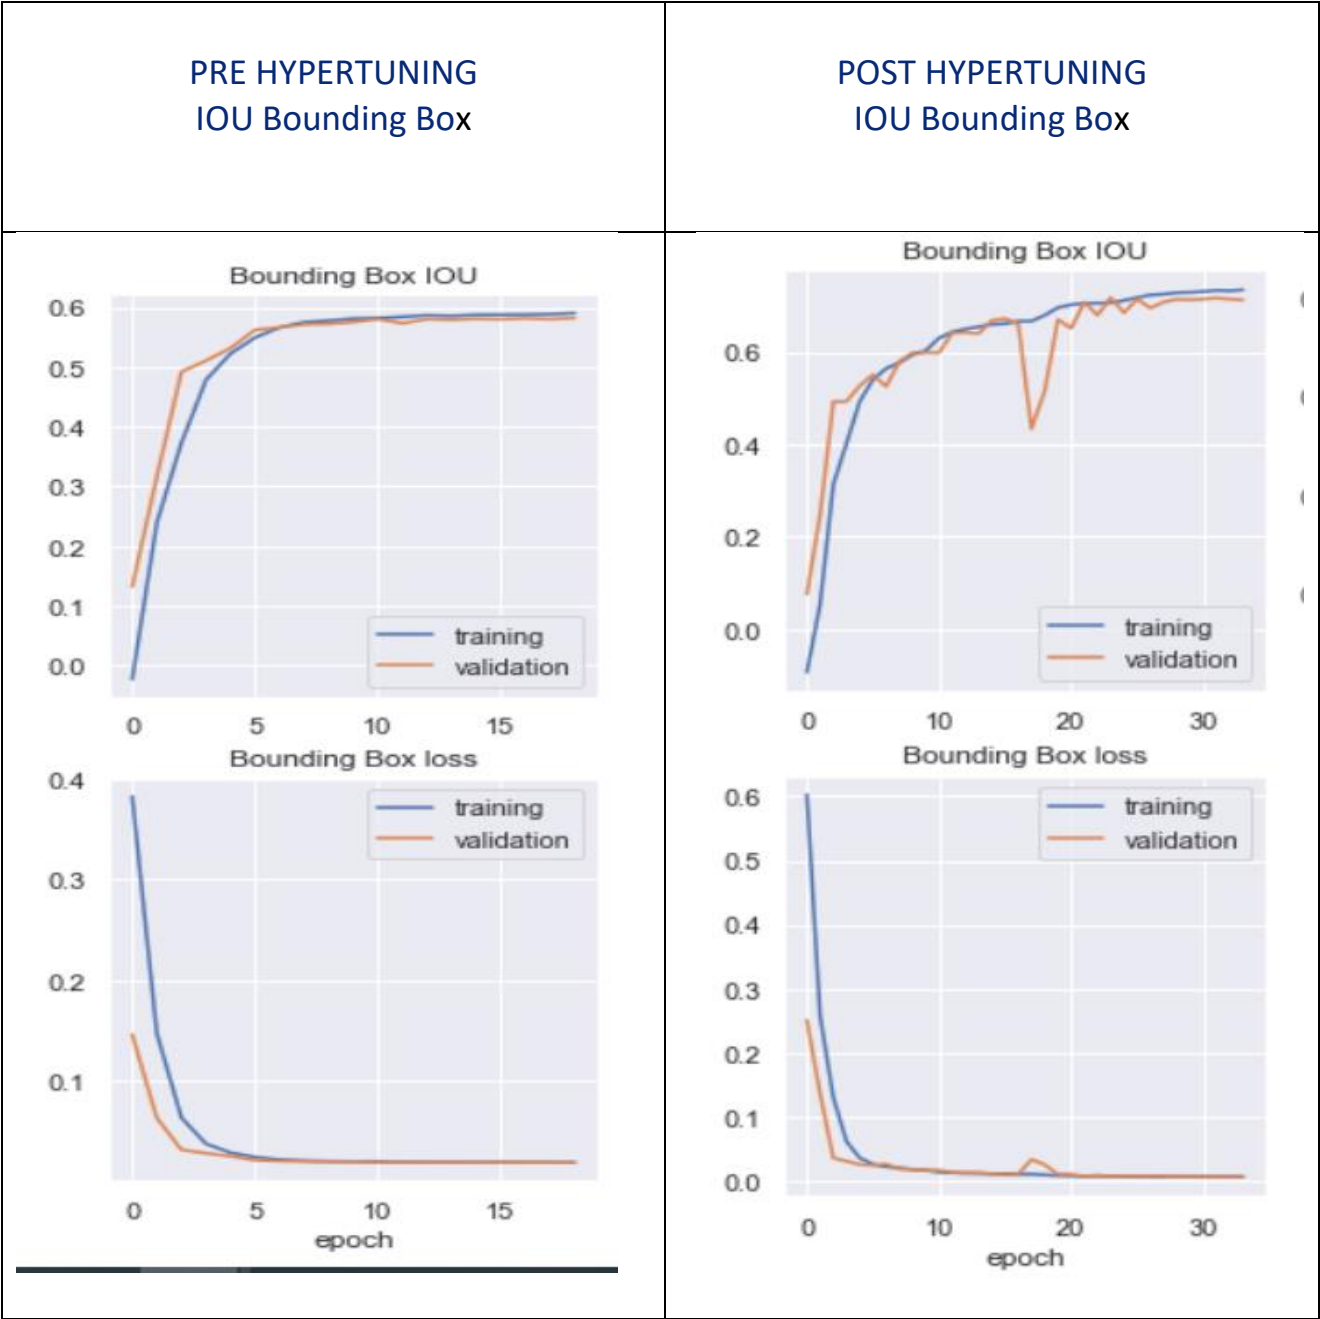 PRE HYPERTUNING
IOU Bounding Box
POST HYPERTUNING
IOU Bounding Box
Bounding Box IOU
0.6
0.5
0.4
0.3
0.2
0.1
0.0
training
validation
0 5 10 15
Bounding Box loss
0.4
0.3
0.2
0.1
training
validation
0 5 10 15
epoch
Bounding Box IOU
0.6
0.4
0.2
0.0
training
validation
0 10 20 30
Bounding Box loss
0.6
0.5
0.4
0.3
0.2
0.1
0.0
training
validation
0 10 20 30
epoch